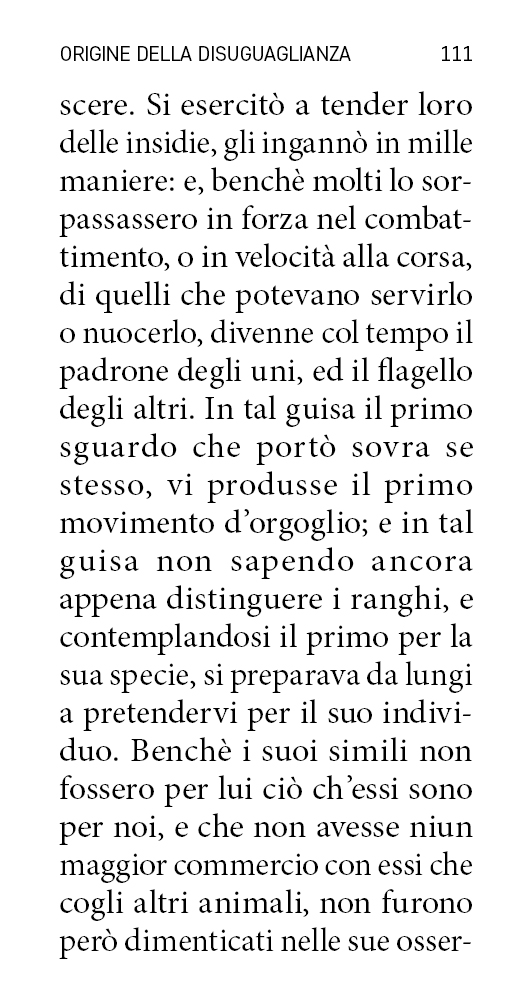 ORIGINE DELLA DISUGUAGLIANZA 111
scere. Si esercitò a tender loro
delle insidie, gli ingannò in mille
maniere: e, benchè molti lo sor-
passassero in forza nel combat-
timento, o in velocità alla corsa,
di quelli che potevano servirlo
o nuocerlo, divenne col tempo il
padrone degli uni, ed il flagello
degli altri. In tal guisa il primo
sguardo che portò sovra se
stesso, vi produsse il primo
movimento d’orgoglio; e in tal
guisa non sapendo ancora
appena distinguere i ranghi, e
contemplandosi il primo per la
sua specie, si preparava da lungi
a pretendervi per il suo indivi-
duo. Benchè i suoi simili non
fossero per lui ciò ch’essi sono
per noi, e che non avesse niun
maggior commercio con essi che
cogli altri animali, non furono
però dimenticati nelle sue osser-